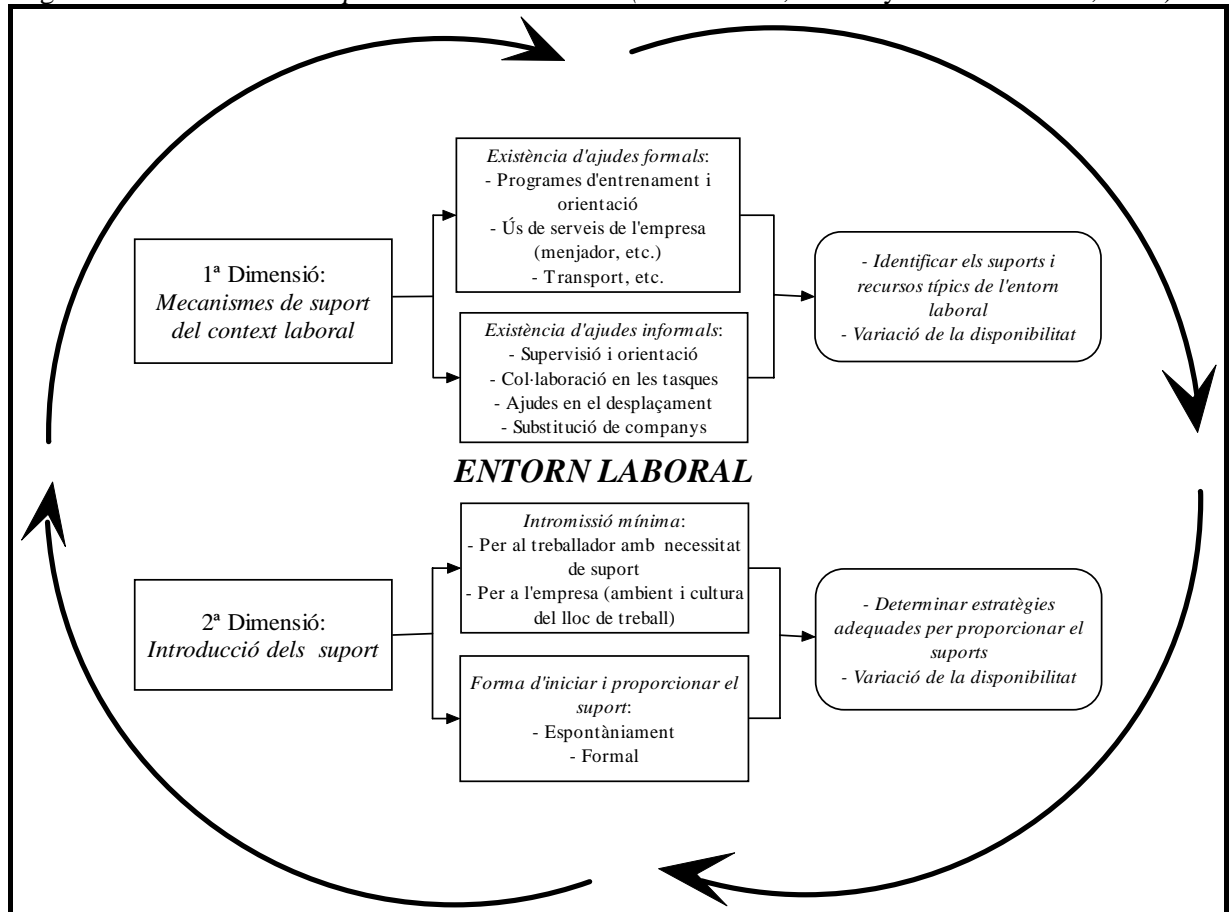 1ª Dimensió:
Mecanismes de suport
del context laboral
Existència d'ajudes formals:
- Programes d'entrenament i
orientació
- Ús de serveis de l'empresa
(menjador, etc.)
- Transport, etc.
Existència d'ajudes informals:
- Supervisió i orientació
- Col·laboració en les tasques
- Ajudes en el desplaçament
- Substitució de companys
- Identificar els suports i
recursos típics de l'entorn
laboral
- Variació de la disponibilitat
ENTORN LABORAL
2ª Dimensió:
Introducció dels suport
Intromissió mínima:
- Per al treballador amb necessitat
de suport
- Per a l'empresa (ambient i cultura
del lloc de treball)
Forma d'iniciar i proporcionar el
suport:
- Espontàniament
- Formal
- Determinar estratègies
adequades per proporcionar el
suports
- Variació de la disponibilitat